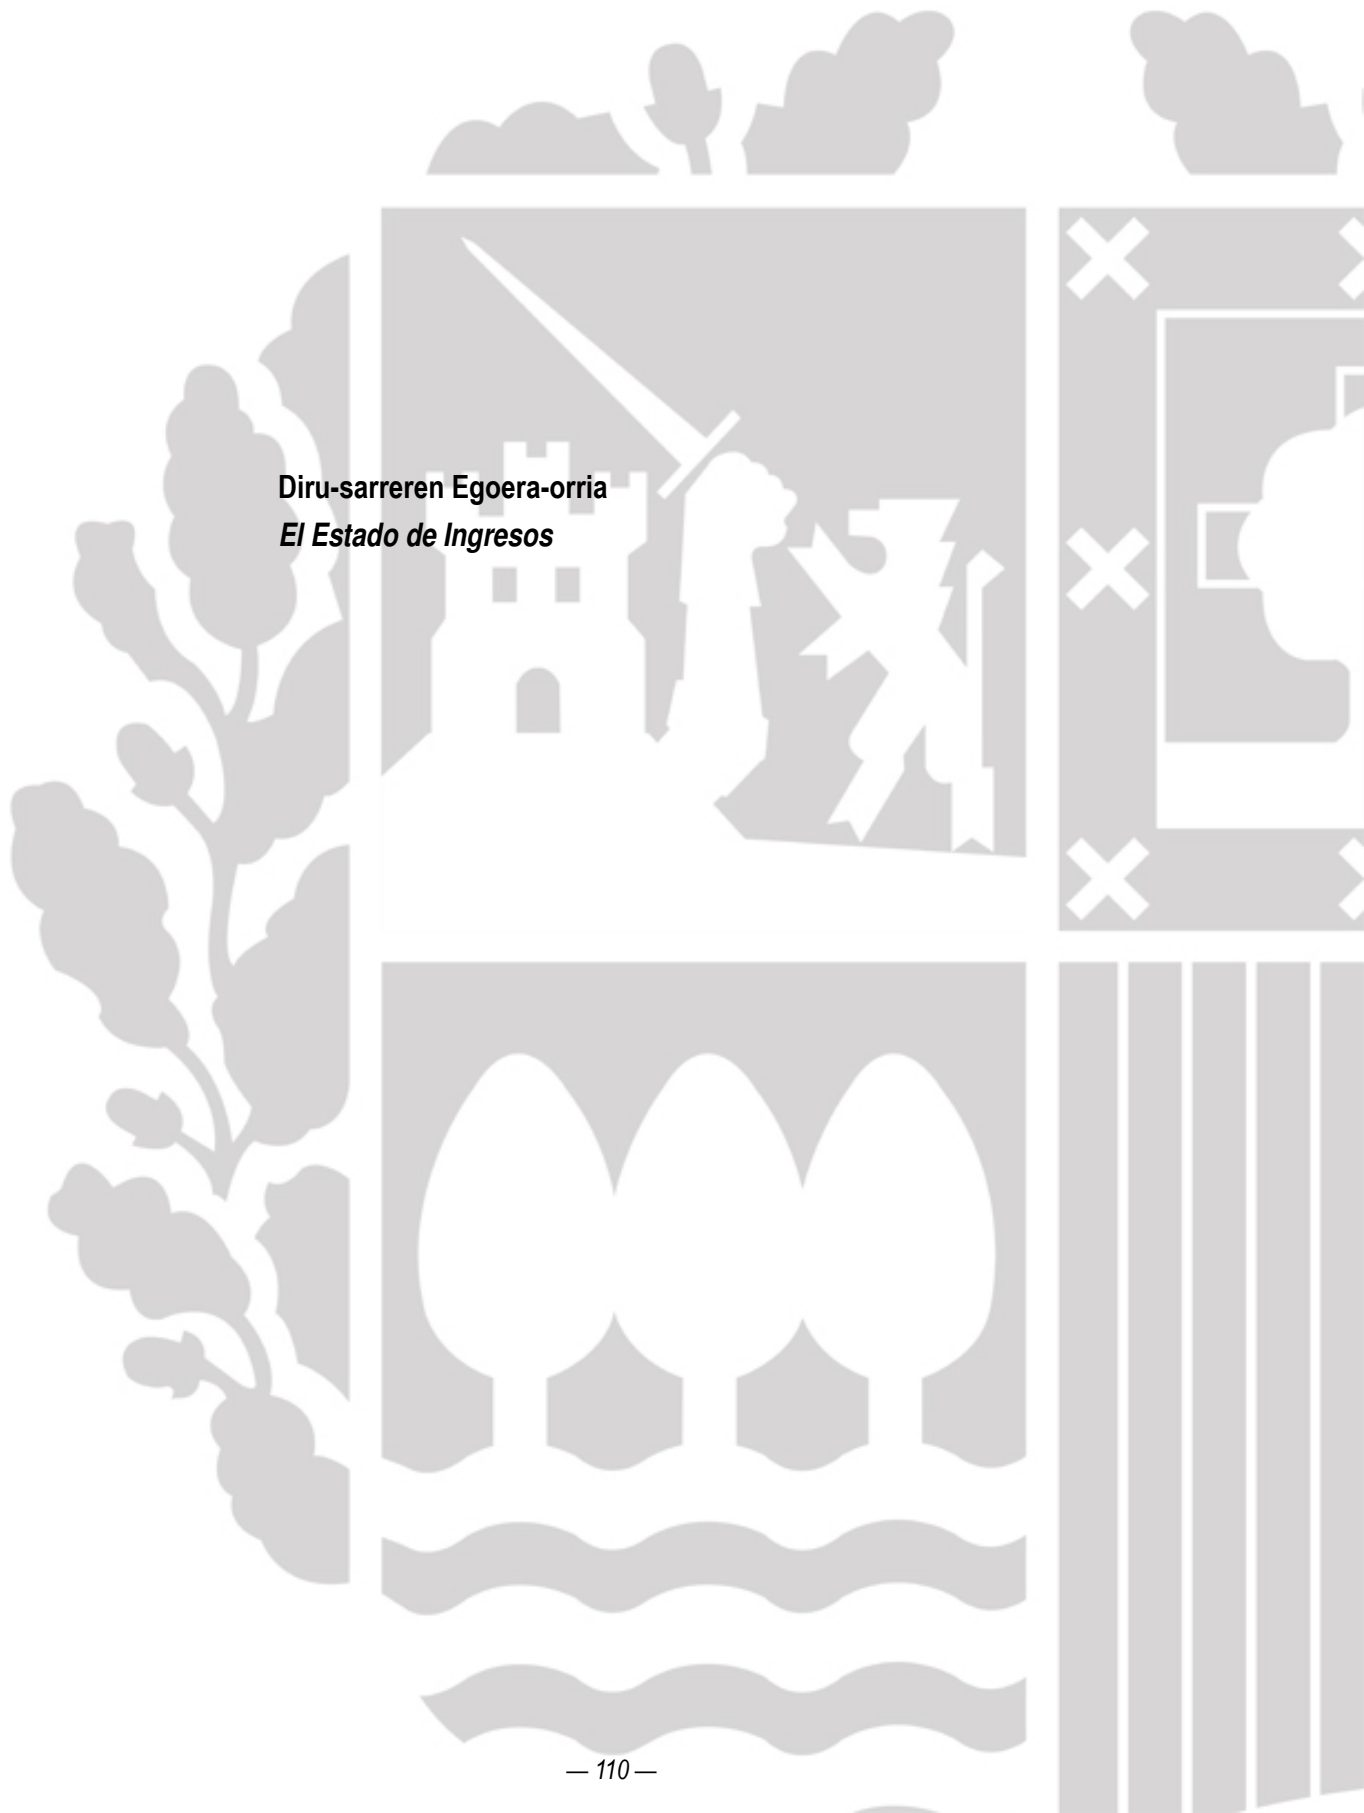 Diru-sarreren Egoera-orria
El Estado de Ingresos
— 110 —